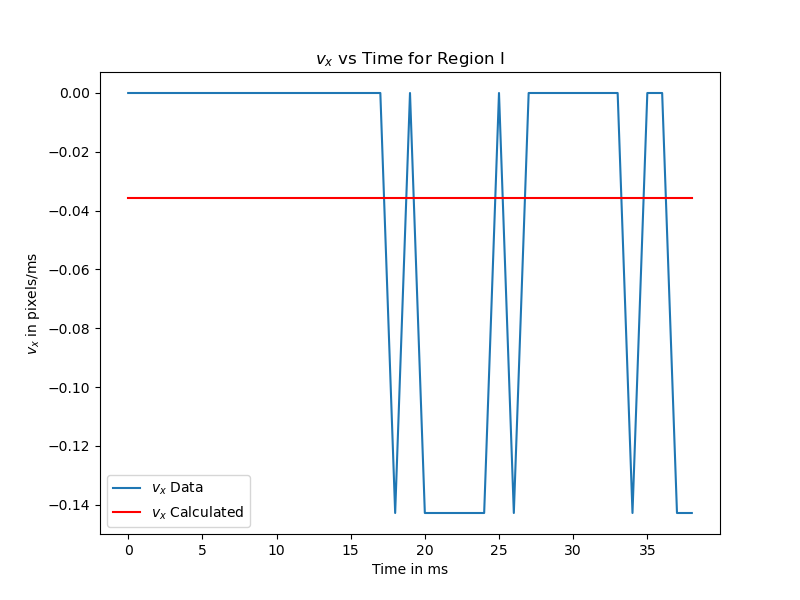 v_x vs Time for Region I
0.00
−0.02
−0.04
−0.06
−0.08
−0.10
−0.12
−0.14
v_x in pixels/ms
v_x Data
v_x Calculated
0 5 10 15 20 25 30 35
Time in ms